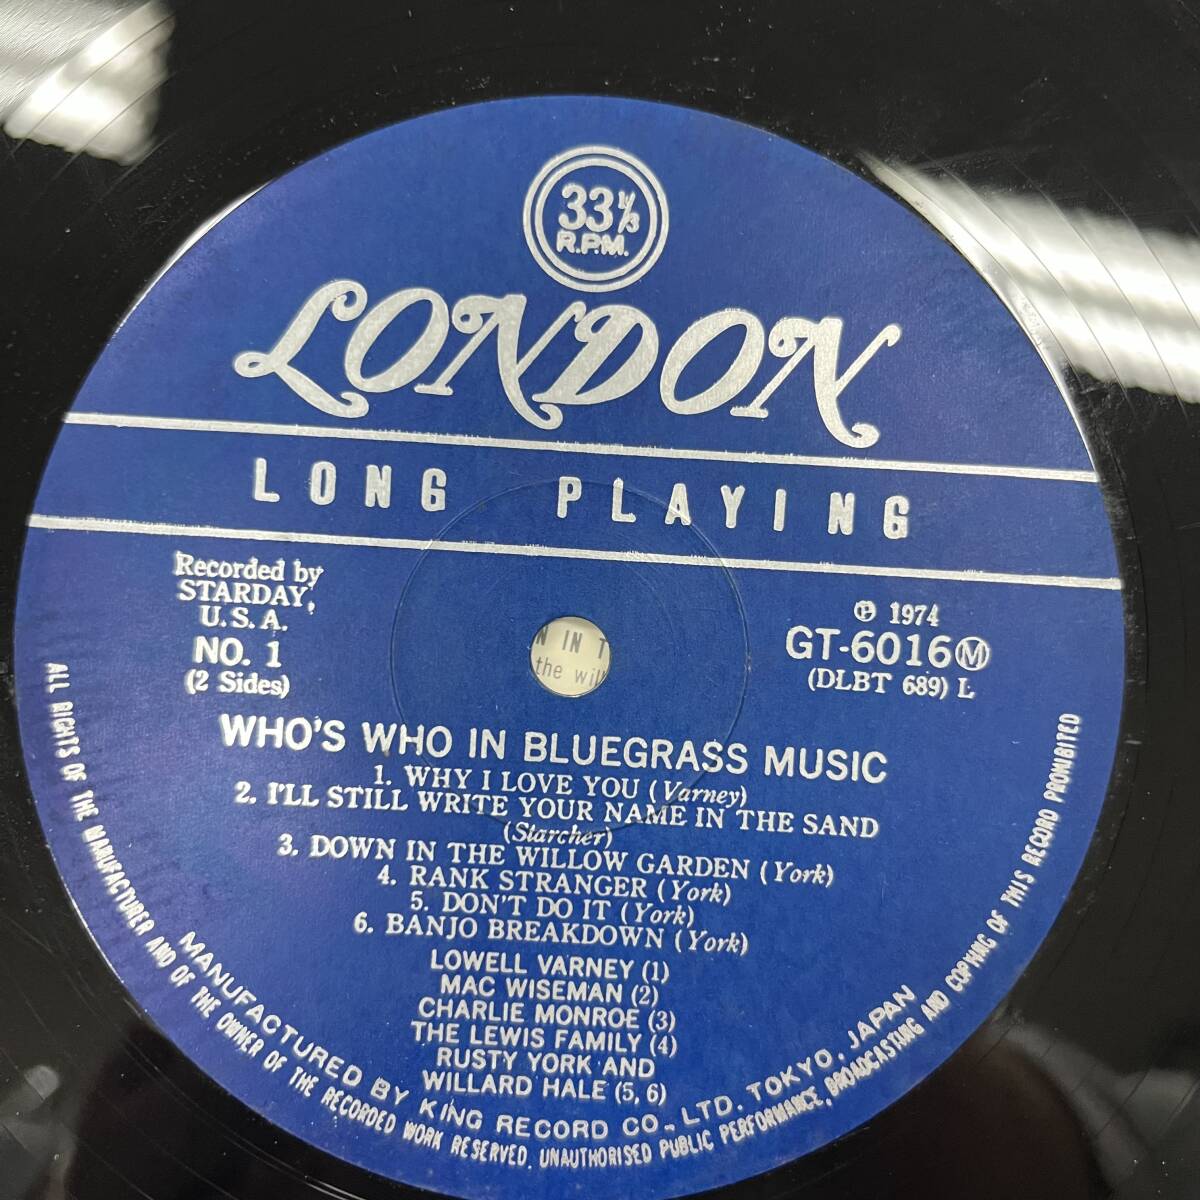 33 1/3
R.P.M.
LONDON
LONG PLAYING
Recorded by
STARDAY,
U.S.A.
NO. 1
(2 Sides)
Ⓟ 1974
GT-6016Ⓜ
(DLBT 689) L
N IN T
the wil
WHO'S WHO IN BLUEGRASS MUSIC
1. WHY I LOVE YOU (Varney)
2. I'LL STILL WRITE YOUR NAME IN THE SAND
(Starcher)
3. DOWN IN THE WILLOW GARDEN (York)
4. RANK STRANGER (York)
5. DON'T DO IT (York)
6. BANJO BREAKDOWN (York)
LOWELL VARNEY (1)
MAC WISEMAN (2)
CHARLIE MONROE (3)
THE LEWIS FAMILY (4)
RUSTY YORK AND
WILLARD HALE (5, 6)
MANUFACTURED BY KING RECORD CO., LTD. TOKYO, JAPAN
ALL RIGHTS OF THE MANUFACTURER AND OF THE OWNER OF THE RECORDED WORK RESERVED. UNAUTHORISED PUBLIC PERFORMANCE, BROADCASTING AND COPYING OF THIS RECORD PROHIBITED